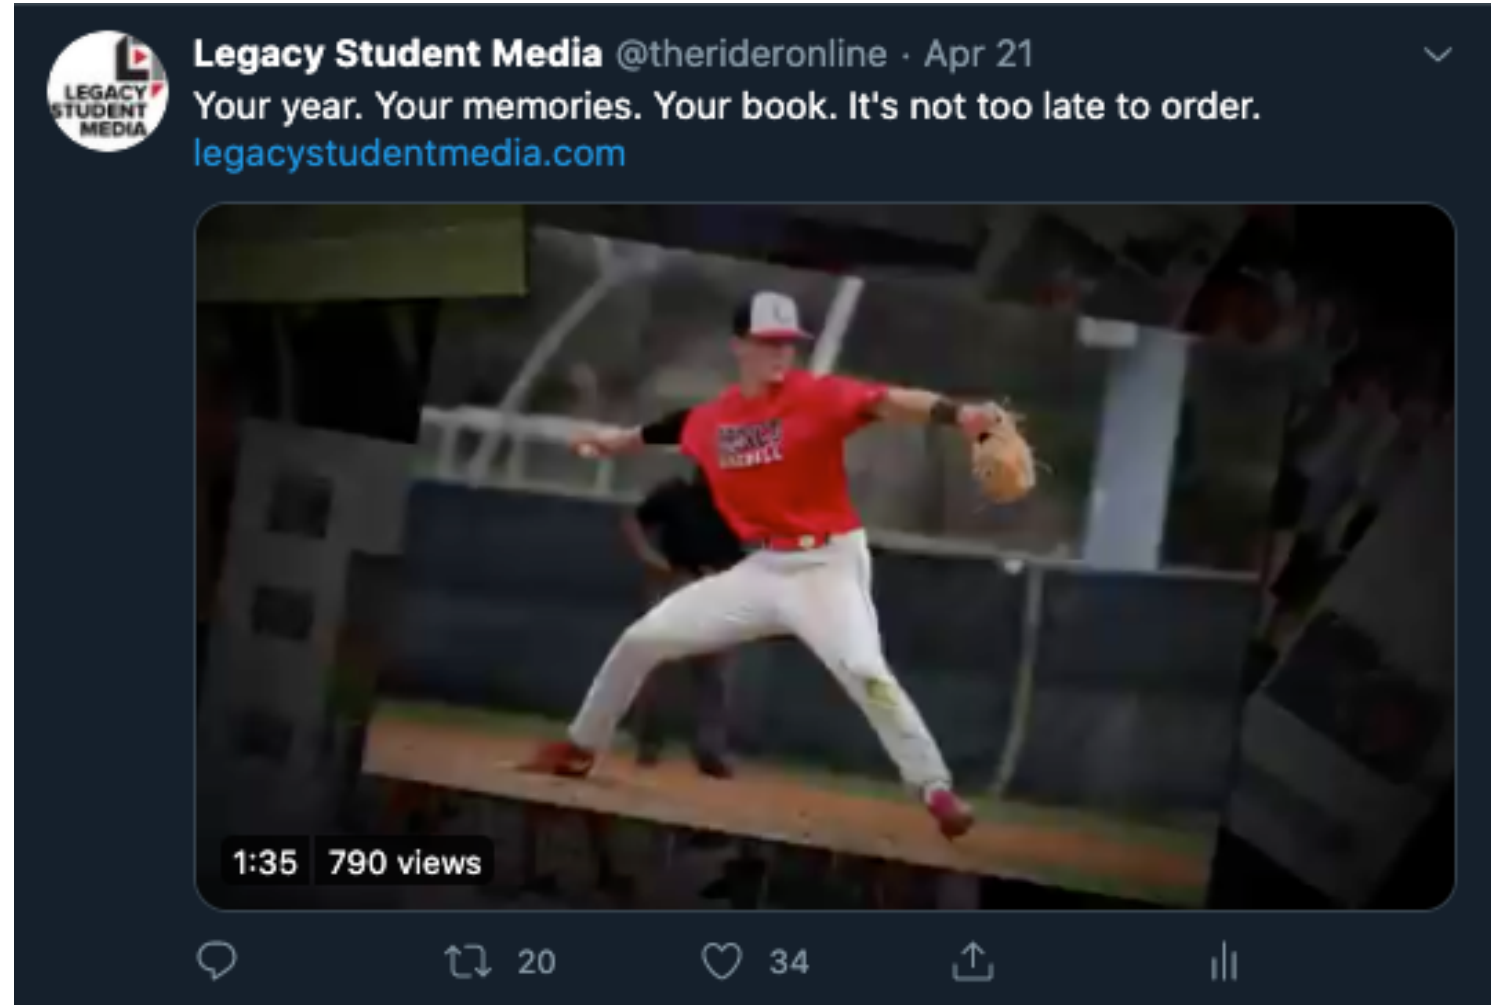 LEGACY
STUDENT
MEDIA
Legacy Student Media @therideronline · Apr 21
Your year. Your memories. Your book. It's not too late to order.
legacystudentmedia.com
L
1:35 790 views
20 34